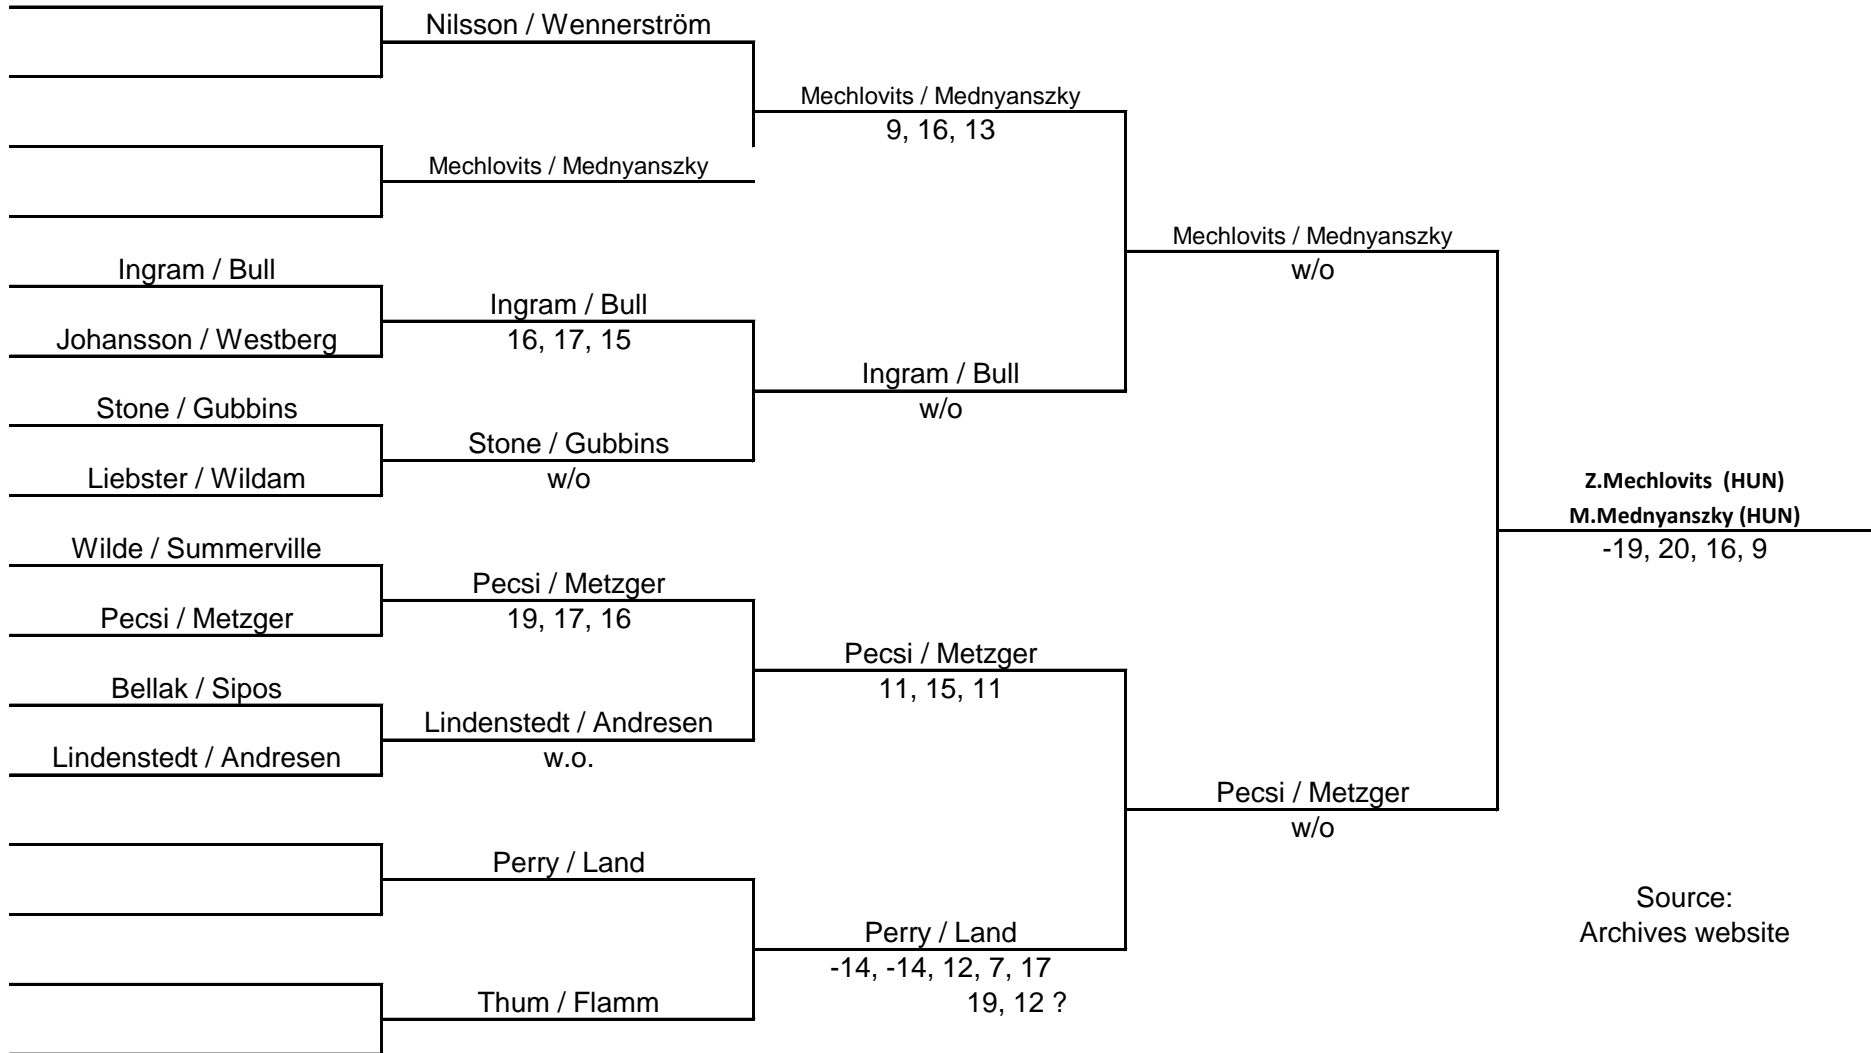 Nilsson / Wennerström
Mechlovits / Mednyanszky
9, 16, 13
Mechlovits / Mednyanszky
Mechlovits / Mednyanszky
w/o
Ingram / Bull
Ingram / Bull
16, 17, 15
Johansson / Westberg
Ingram / Bull
w/o
Stone / Gubbins
Stone / Gubbins
w/o
Liebster / Wildam
Z.Mechlovits (HUN)
M.Mednyanszky (HUN)
-19, 20, 16, 9
Wilde / Summerville
Pecsi / Metzger
19, 17, 16
Pecsi / Metzger
Pecsi / Metzger
11, 15, 11
Bellak / Sipos
Lindenstedt / Andresen
w.o.
Lindenstedt / Andresen
Pecsi / Metzger
w/o
Perry / Land
Source:
Archives website
Perry / Land
-14, -14, 12, 7, 17
19, 12 ?
Thum / Flamm